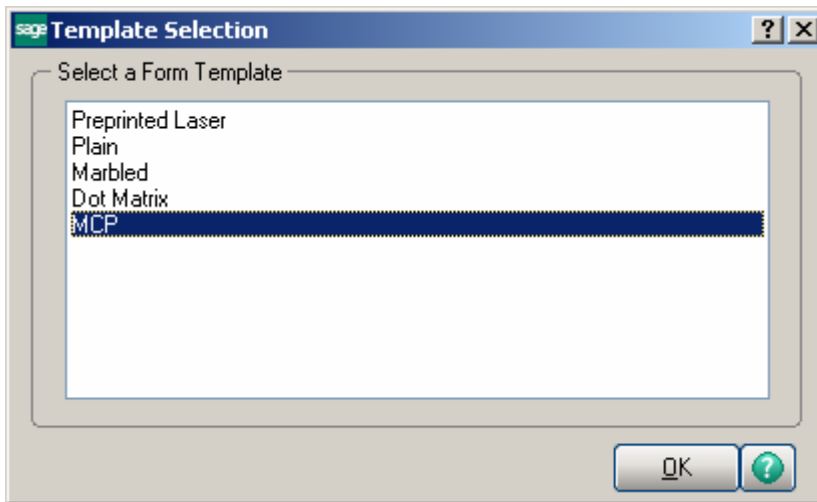 sage Template Selection
Select a Form Template
Preprinted Laser
Plain
Marbled
Dot Matrix
MCP
OK